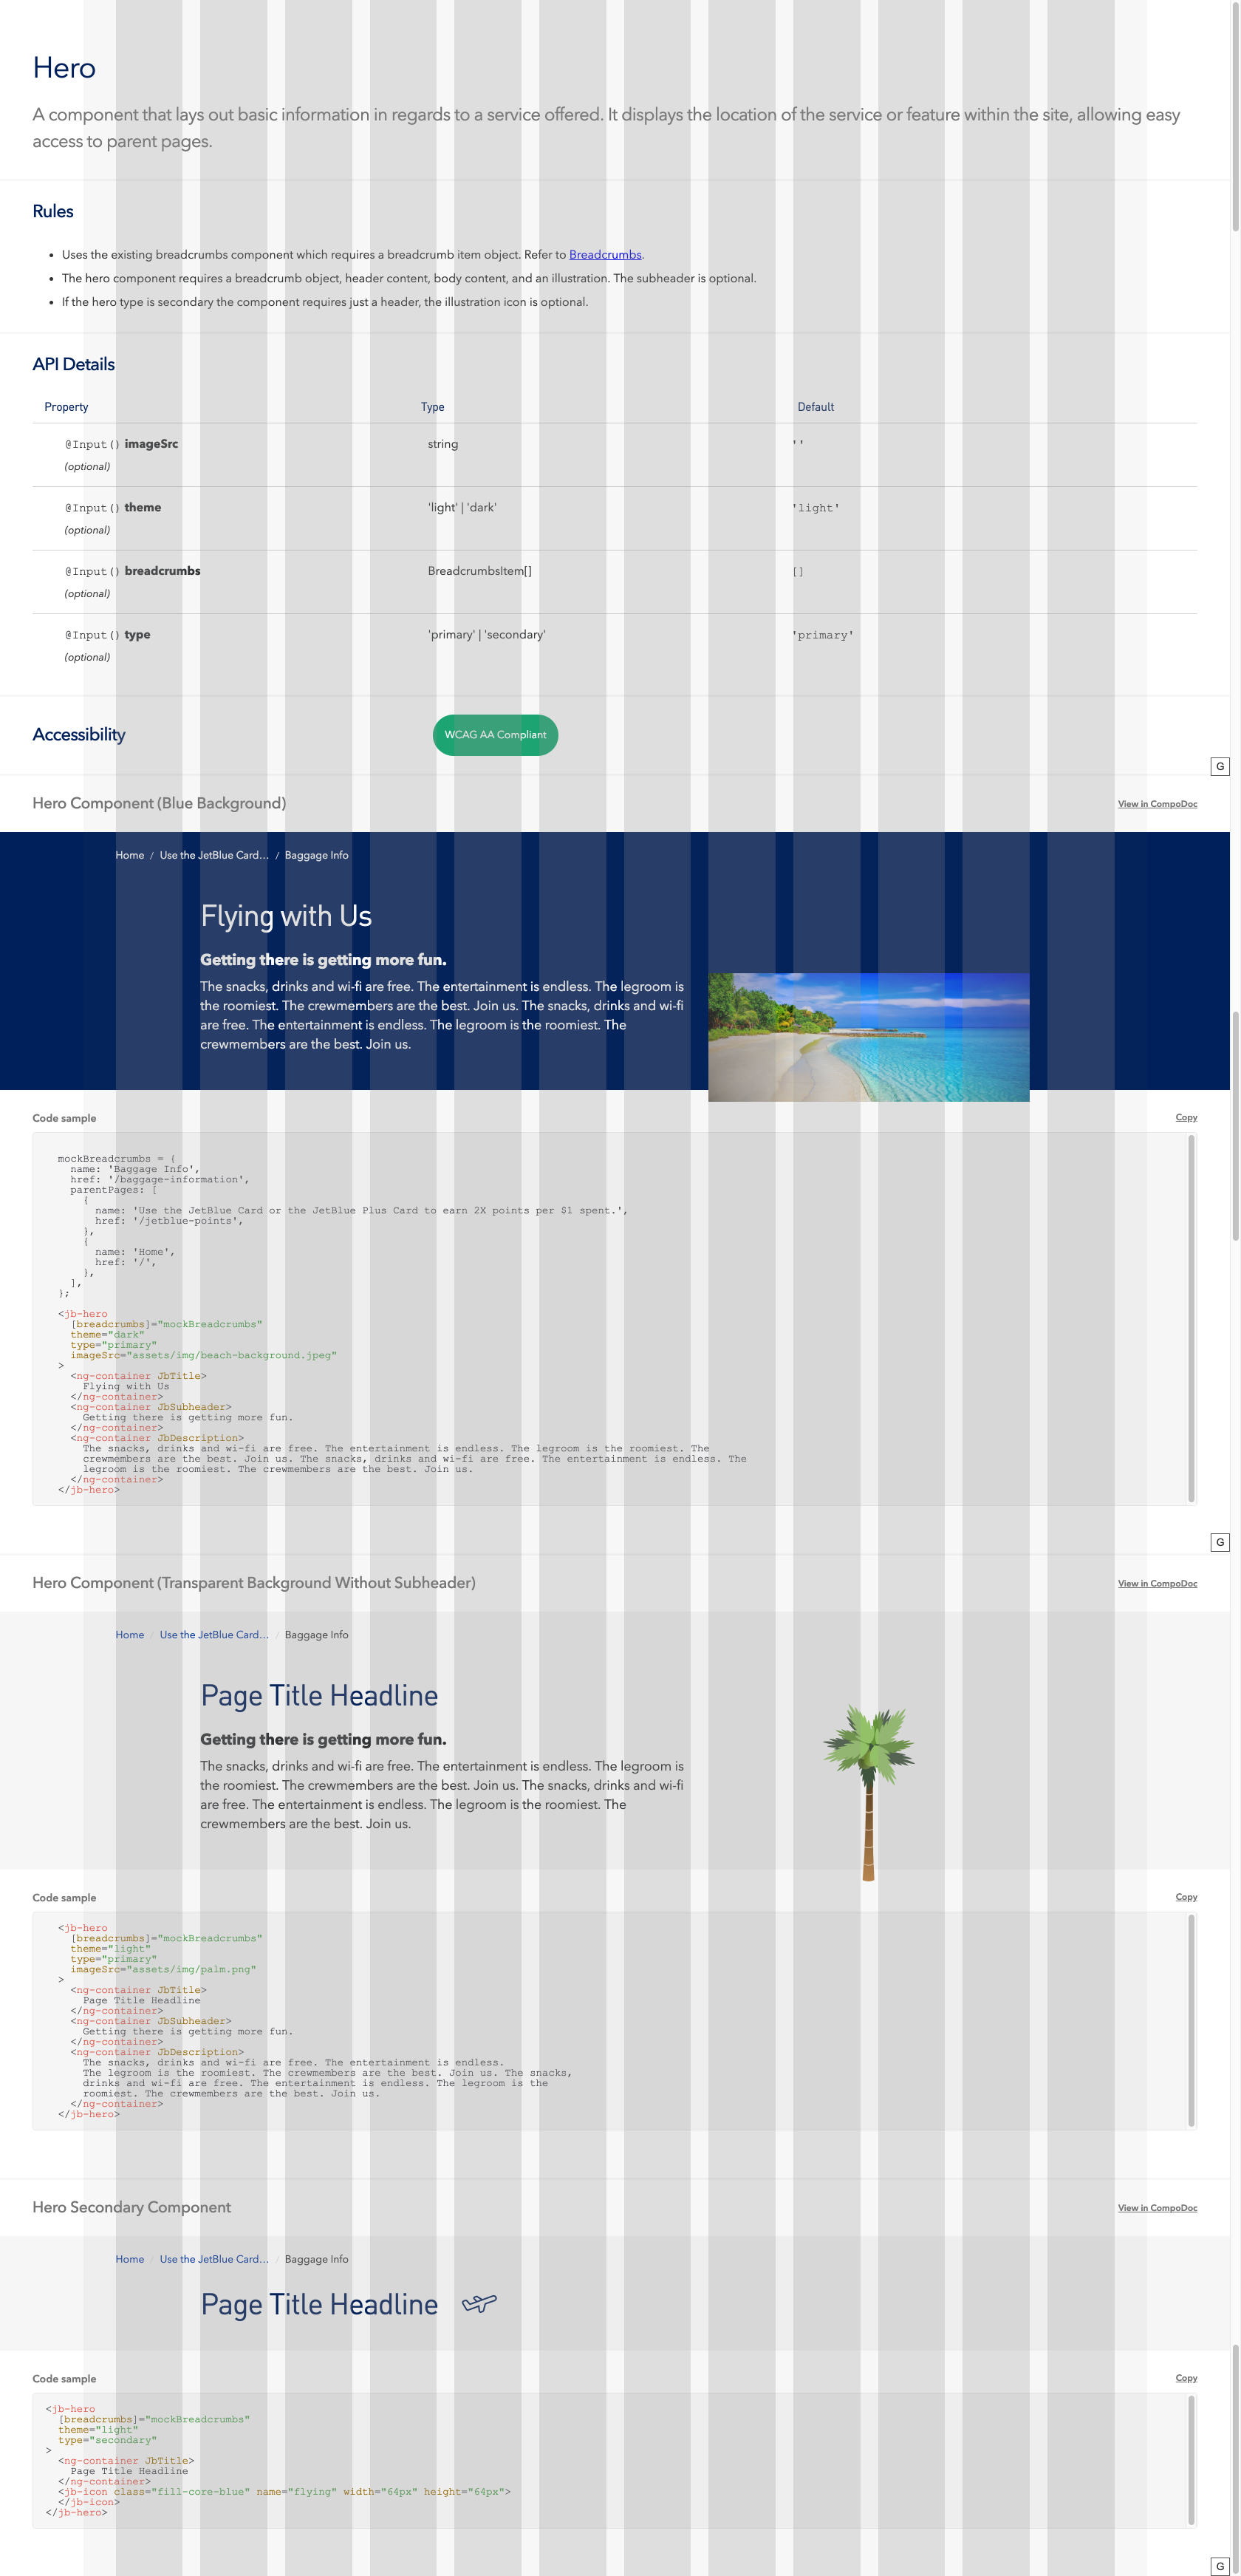 Hero
A component that lays out basic information in regards to a service offered. It displays the location of the service or feature within the site, allowing easy
access to parent pages.
Rules
• Uses the existing breadcrumbs component which requires a breadcrumb item object. Refer to Breadcrumbs.
• The hero component requires a breadcrumb object, header content, body content, and an illustration. The subheader is optional.
• If the hero type is secondary the component requires just a header, the illustration icon is optional.
API Details
Property Type Default
@Input() imageSrc string ''
(optional)
@Input() theme 'light' | 'dark' 'light'
(optional)
@Input() breadcrumbs BreadcrumbsItem[] []
(optional)
@Input() type 'primary' | 'secondary' 'primary'
(optional)
Accessibility WCAG AA Compliant
G
Hero Component (Blue Background) View in CompoDoc
Home / Use the JetBlue Card... / Baggage Info
Flying with Us
Getting there is getting more fun.
The snacks, drinks and wi-fi are free. The entertainment is endless. The legroom is
the roomiest. The crewmembers are the best. Join us. The snacks, drinks and wi-fi
are free. The entertainment is endless. The legroom is the roomiest. The
crewmembers are the best. Join us.
Code sample Copy
mockBreadcrumbs = {
name: 'Baggage Info',
href: '/baggage-information',
parentPages: [
{
name: 'Use the JetBlue Card or the JetBlue Plus Card to earn 2X points per $1 spent.',
href: '/jetblue-points',
},
{
name: 'Home',
href: '/',
},
],
};
<jb-hero
[breadcrumbs]="mockBreadcrumbs"
theme="dark"
type="primary"
imageSrc="assets/img/beach-background.jpeg"
>
<ng-container JbTitle>
Flying with Us
</ng-container>
<ng-container JbSubheader>
Getting there is getting more fun.
</ng-container>
<ng-container JbDescription>
The snacks, drinks and wi-fi are free. The entertainment is endless. The legroom is the roomiest. The
crewmembers are the best. Join us. The snacks, drinks and wi-fi are free. The entertainment is endless. The
legroom is the roomiest. The crewmembers are the best. Join us.
</ng-container>
</jb-hero>
G
Hero Component (Transparent Background Without Subheader) View in CompoDoc
Home / Use the JetBlue Card... / Baggage Info
Page Title Headline
Getting there is getting more fun.
The snacks, drinks and wi-fi are free. The entertainment is endless. The legroom is
the roomiest. The crewmembers are the best. Join us. The snacks, drinks and wi-fi
are free. The entertainment is endless. The legroom is the roomiest. The
crewmembers are the best. Join us.
Code sample Copy
<jb-hero
[breadcrumbs]="mockBreadcrumbs"
theme="light"
type="primary"
imageSrc="assets/img/palm.png"
>
<ng-container JbTitle>
Page Title Headline
</ng-container>
<ng-container JbSubheader>
Getting there is getting more fun.
</ng-container>
<ng-container JbDescription>
The snacks, drinks and wi-fi are free. The entertainment is endless.
The legroom is the roomiest. The crewmembers are the best. Join us. The snacks,
drinks and wi-fi are free. The entertainment is endless. The legroom is the
roomiest. The crewmembers are the best. Join us.
</ng-container>
</jb-hero>
Hero Secondary Component View in CompoDoc
Home / Use the JetBlue Card... / Baggage Info
Page Title Headline
Code sample Copy
<jb-hero
[breadcrumbs]="mockBreadcrumbs"
theme="light"
type="secondary"
>
<ng-container JbTitle>
Page Title Headline
</ng-container>
<jb-icon class="fill-core-blue" name="flying" width="64px" height="64px">
</jb-icon>
</jb-hero>
G